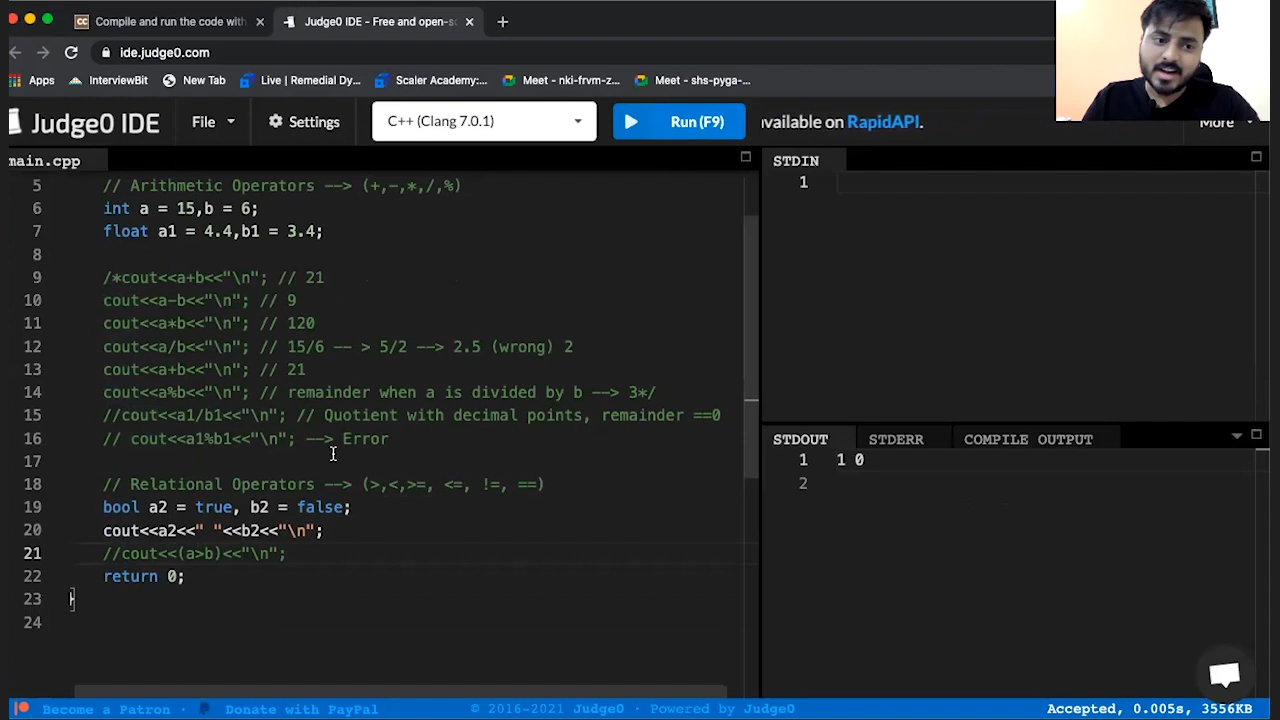 Compile and run the code with
Judge0 IDE - Free and open-so
ide.judge0.com
Apps
InterviewBit
New Tab
Live | Remedial Dy...
Scaler Academy:...
Meet - nki-frvm-z...
Meet - shs-pyga-...
Judge0 IDE
File
Settings
C++ (Clang 7.0.1)
Run (F9)
available on RapidAPI.
More
main.cpp
5 // Arithmetic Operators --> (+,-,*,/,%)
6 int a = 15,b = 6;
7 float a1 = 4.4,b1 = 3.4;
8
9 /*cout<<a+b<<"\n"; // 21
10 cout<<a-b<<"\n"; // 9
11 cout<<a*b<<"\n"; // 120
12 cout<<a/b<<"\n"; // 15/6 -- > 5/2 --> 2.5 (wrong) 2
13 cout<<a+b<<"\n"; // 21
14 cout<<a%b<<"\n"; // remainder when a is divided by b --> 3*/
15 //cout<<a1/b1<<"\n"; // Quotient with decimal points, remainder ==0
16 // cout<<a1%b1<<"\n"; --> Error
17
18 // Relational Operators --> (>,<,>=, <=, !=, ==)
19 bool a2 = true, b2 = false;
20 cout<<a2<<" "<<b2<<"\n";
21 //cout<<(a>b)<<"\n";
22 return 0;
23 }
24
STDIN
1
STDOUT
STDERR
COMPILE OUTPUT
1 1 0
2
Become a Patron · Donate with PayPal
© 2016-2021 Judge0 · Powered by Judge0
Accepted, 0.005s, 3556KB